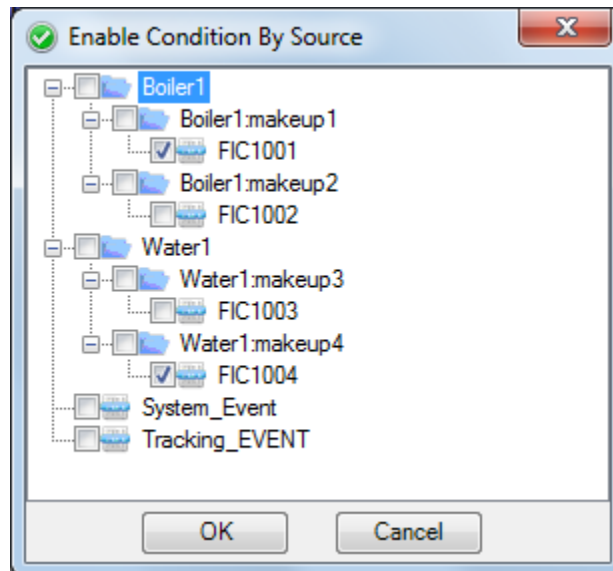 Enable Condition By Source
Boiler1
Boiler1:makeup1
FIC1001
Boiler1:makeup2
FIC1002
Water1
Water1:makeup3
FIC1003
Water1:makeup4
FIC1004
System_Event
Tracking_EVENT
OK
Cancel